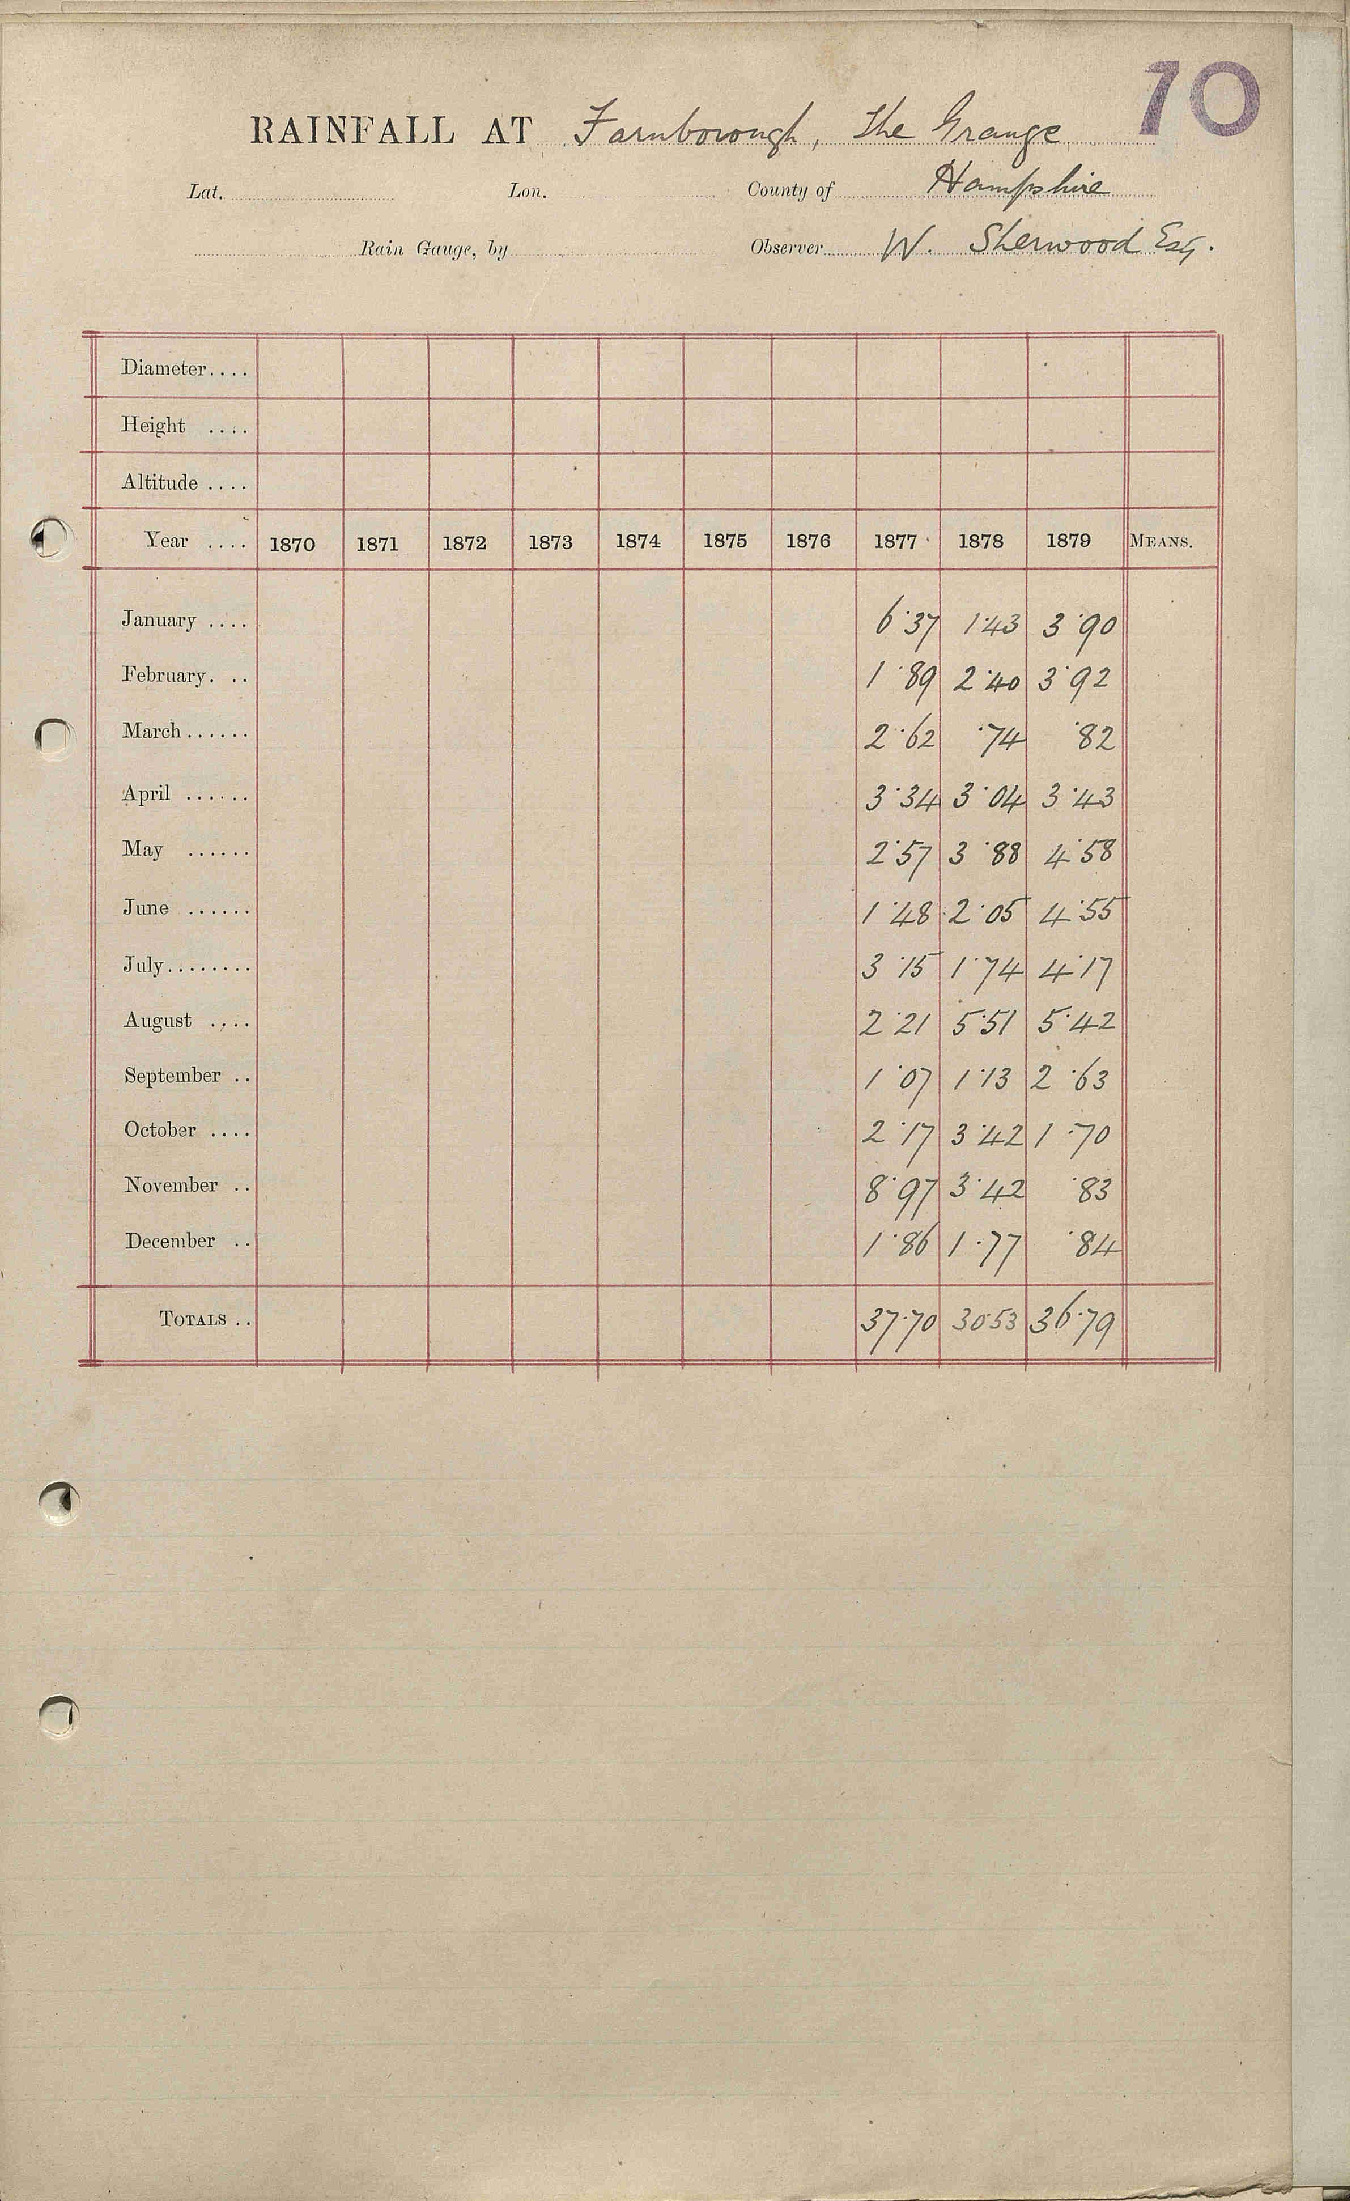 70
RAINFALL AT Farnborough, The Grange
Lat. Lon. County of Hampshire
Rain Gauge, by Observer W. Sherwood Esq.
Diameter....
Height ....
Altitude ....
Year .... 1870 1871 1872 1873 1874 1875 1876 1877 1878 1879 MEANS.
January .... 6.37 1.43 3.90
February. .. 1.89 2.40 3.92
March...... 2.62 .74 .82
April ...... 3.34 3.04 3.43
May ...... 2.57 3.88 4.58
June ...... 1.48 2.05 4.55
July........ 3.15 1.74 4.17
August .... 2.21 5.51 5.42
September .. 1.07 1.13 2.63
October .... 2.17 3.42 1.70
November .. 8.97 3.42 .83
December .. 1.86 1.77 .84
TOTALS .. 37.70 30.53 36.79